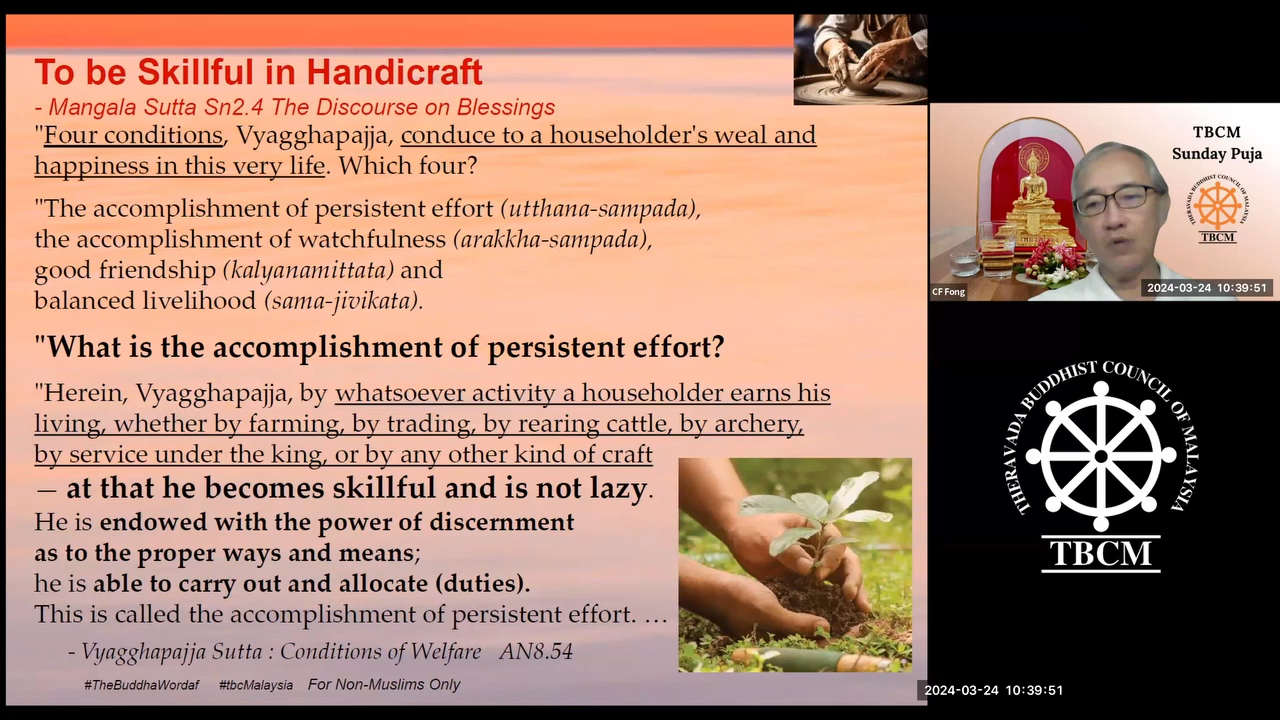 To be Skillful in Handicraft
- Mangala Sutta Sn2.4 The Discourse on Blessings
"Four conditions, Vyagghapajja, conduce to a householder's weal and
happiness in this very life. Which four?
"The accomplishment of persistent effort (utthana-sampada),
the accomplishment of watchfulness (arakkha-sampada),
good friendship (kalyanamittata) and
balanced livelihood (sama-jivikata).
"What is the accomplishment of persistent effort?
"Herein, Vyagghapajja, by whatsoever activity a householder earns his
living, whether by farming, by trading, by rearing cattle, by archery,
by service under the king, or by any other kind of craft
— at that he becomes skillful and is not lazy.
He is endowed with the power of discernment
as to the proper ways and means;
he is able to carry out and allocate (duties).
This is called the accomplishment of persistent effort. …
- Vyagghapajja Sutta : Conditions of Welfare AN8.54
#TheBuddhaWordaf #tbcMalaysia For Non-Muslims Only
TBCM
Sunday Puja
THERAVADA BUDDHIST COUNCIL OF MALAYSIA
TBCM
CF Fong
2024-03-24 10:39:51
THERAVADA BUDDHIST COUNCIL OF MALAYSIA
TBCM
2024-03-24 10:39:51